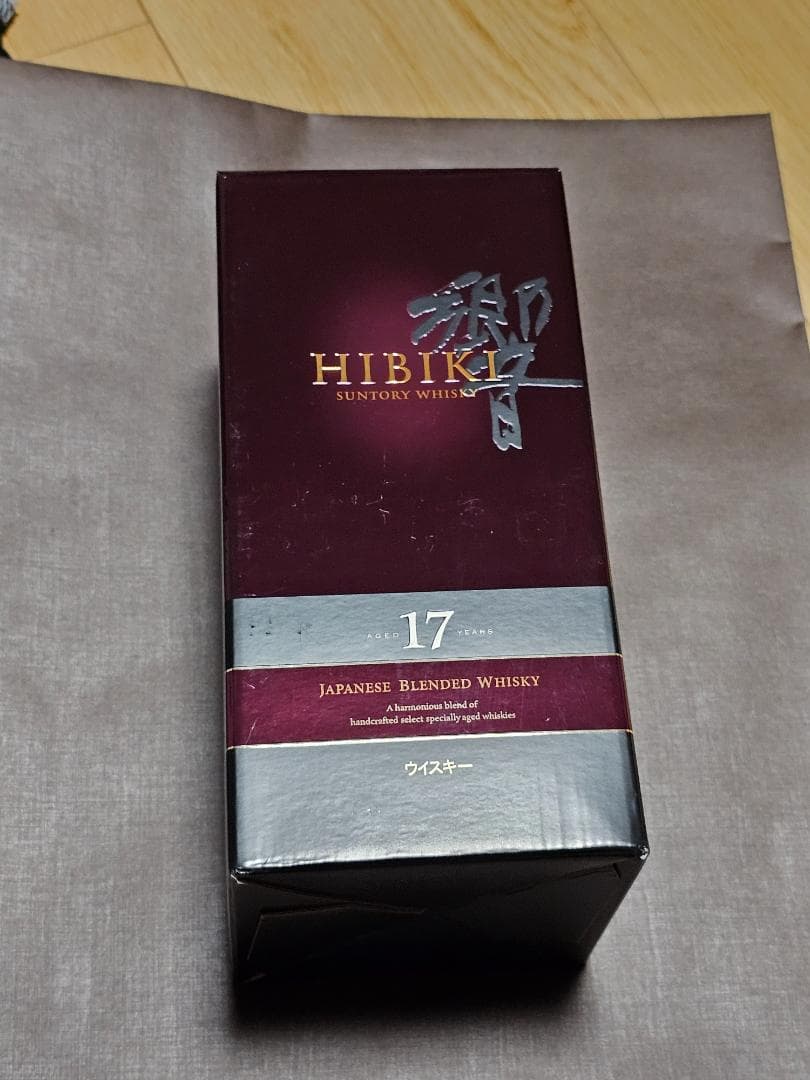 響
HIBIKI
SUNTORY WHISKY
AGED 17 YEARS
JAPANESE BLENDED WHISKY
A harmonious blend of
handcrafted select specially aged whiskies
ウイスキー